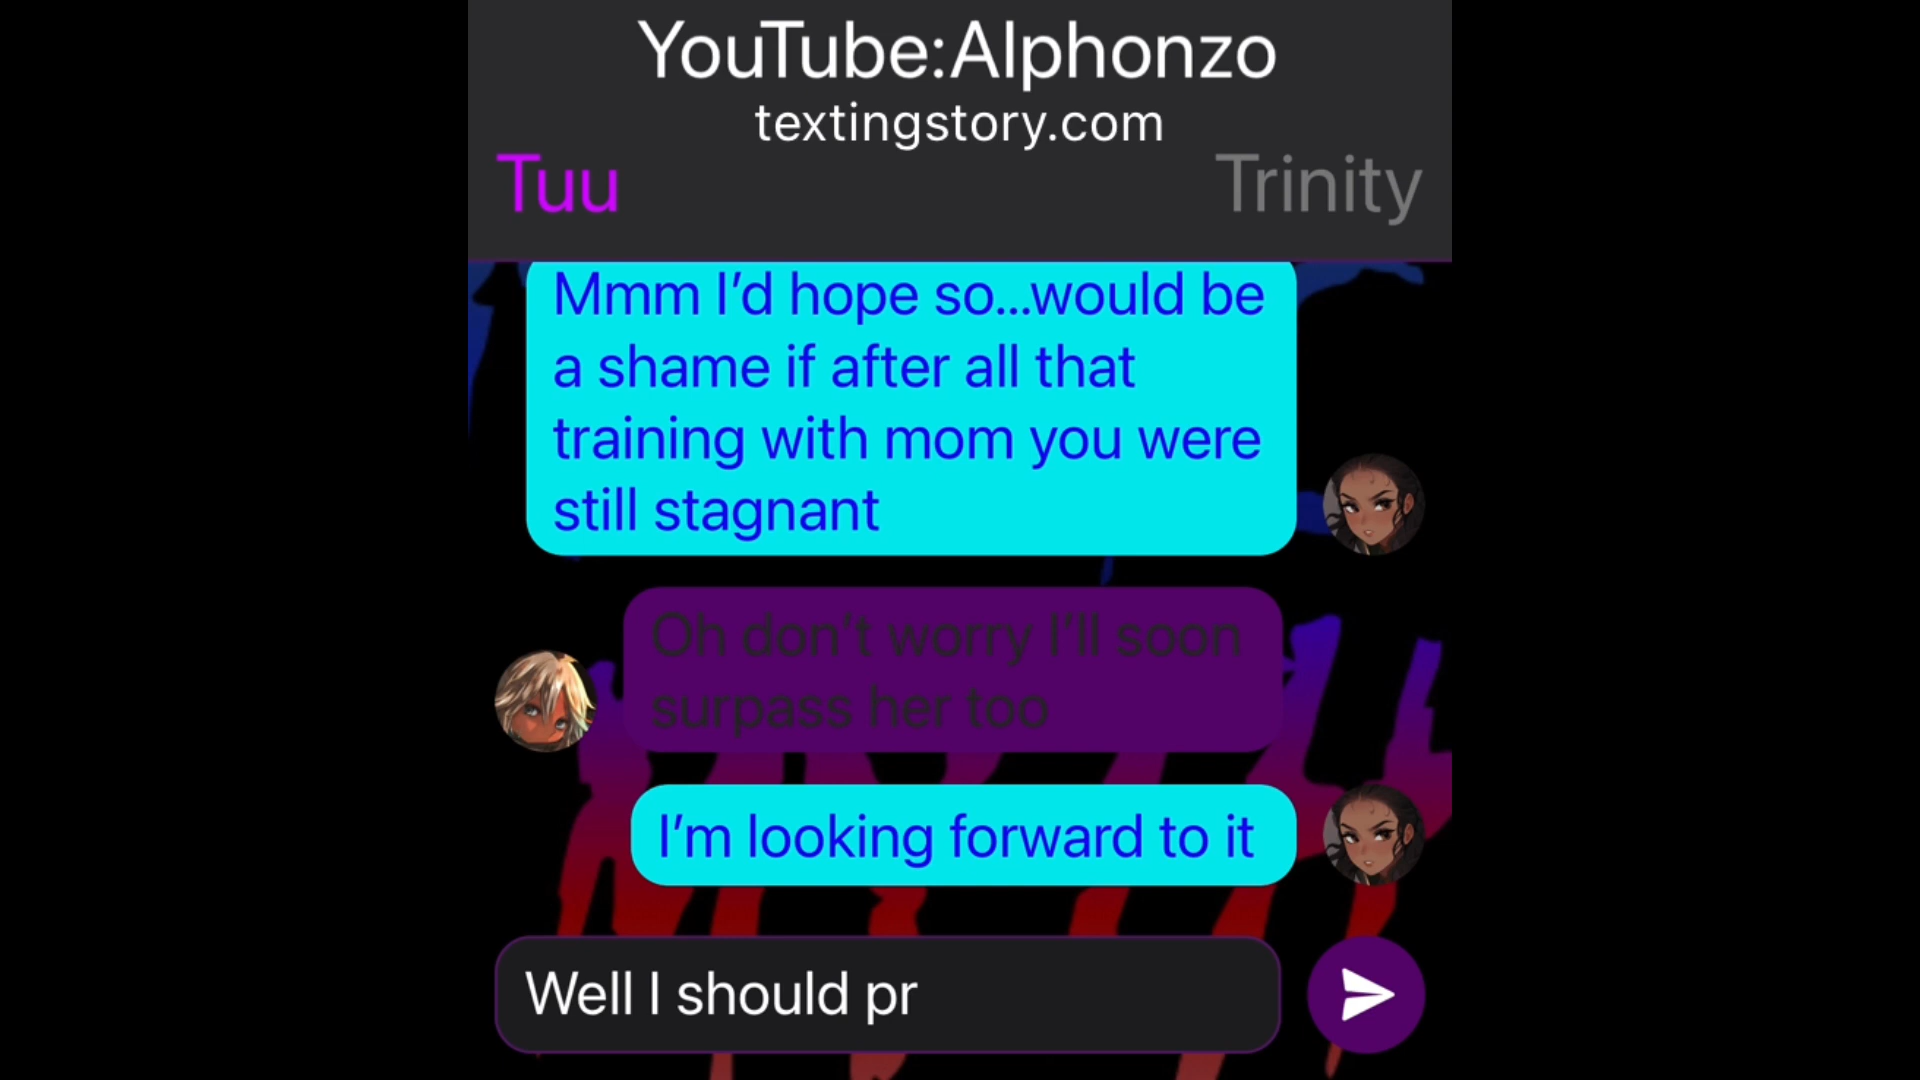 YouTube:Alphonzo
textingstory.com
Tuu
Trinity
Mmm I’d hope so...would be
a shame if after all that
training with mom you were
still stagnant
Oh don’t worry I’ll soon
surpass her too
I’m looking forward to it
Well I should pr